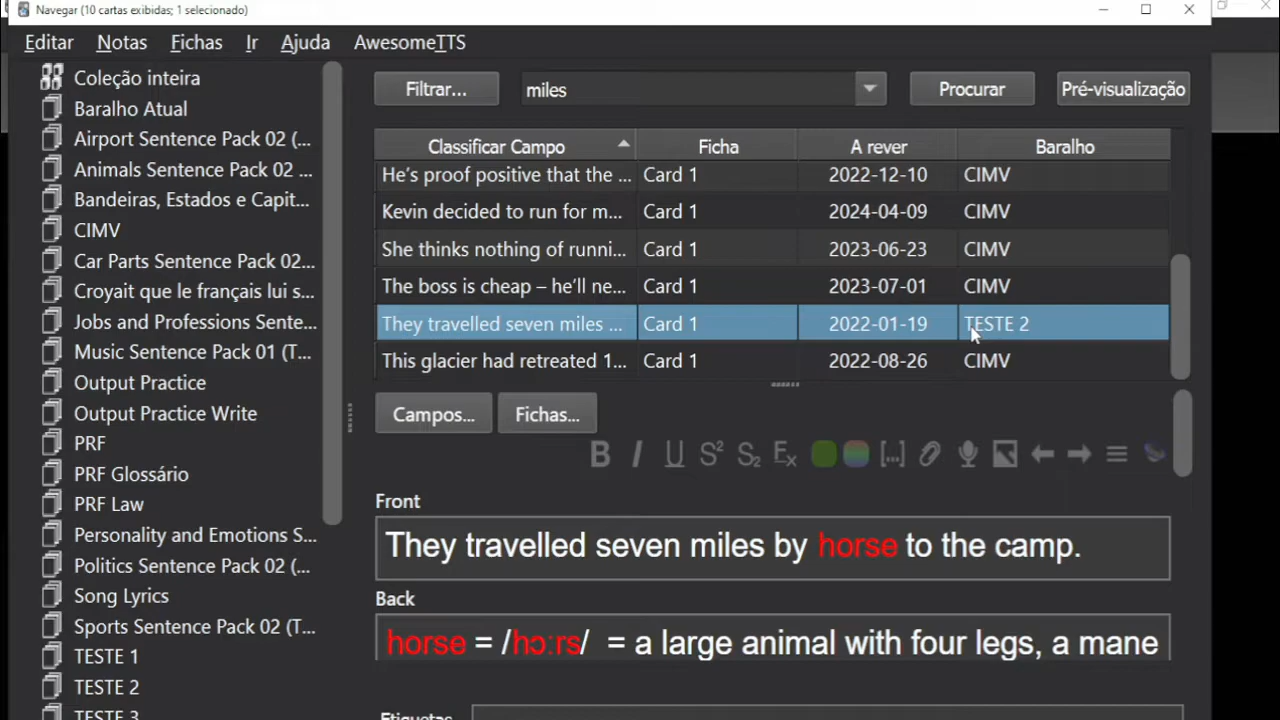 Navegar (10 cartas exibidas; 1 selecionado)
Editar Notas Fichas Ir Ajuda AwesomeTTS
Coleção inteira
Baralho Atual
Airport Sentence Pack 02 (...
Animals Sentence Pack 02 ...
Bandeiras, Estados e Capit...
CIMV
Car Parts Sentence Pack 02...
Croyait que le français lui s...
Jobs and Professions Sente...
Music Sentence Pack 01 (T...
Output Practice
Output Practice Write
PRF
PRF Glossário
PRF Law
Personality and Emotions S...
Politics Sentence Pack 02 (...
Song Lyrics
Sports Sentence Pack 02 (T...
TESTE 1
TESTE 2
TESTE 3
Filtrar... miles Procurar Pré-visualização
Classificar Campo Ficha A rever Baralho
He's proof positive that the ... Card 1 2022-12-10 CIMV
Kevin decided to run for m... Card 1 2024-04-09 CIMV
She thinks nothing of runni... Card 1 2023-06-23 CIMV
The boss is cheap – he'll ne... Card 1 2023-07-01 CIMV
They travelled seven miles ... Card 1 2022-01-19 TESTE 2
This glacier had retreated 1... Card 1 2022-08-26 CIMV
Campos... Fichas...
B I U S² S₂ Ex [...]
Front
They travelled seven miles by horse to the camp.
Back
horse = /hɔːrs/ = a large animal with four legs, a mane
Etiquetas